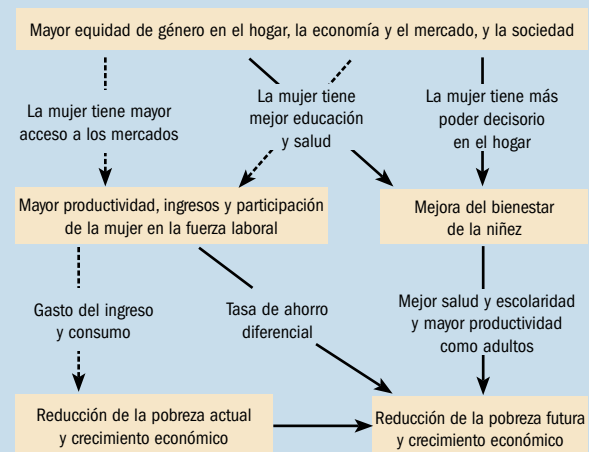 Mayor equidad de género en el hogar, la economía y el mercado, y la sociedad
La mujer tiene mayor
acceso a los mercados
La mujer tiene
mejor educación
y salud
La mujer tiene más
poder decisorio
en el hogar
Mayor productividad, ingresos y participación
de la mujer en la fuerza laboral
Mejora del bienestar
de la niñez
Gasto del ingreso
y consumo
Tasa de ahorro
diferencial
Mejor salud y escolaridad
y mayor productividad
como adultos
Reducción de la pobreza actual
y crecimiento económico
Reducción de la pobreza futura
y crecimiento económico